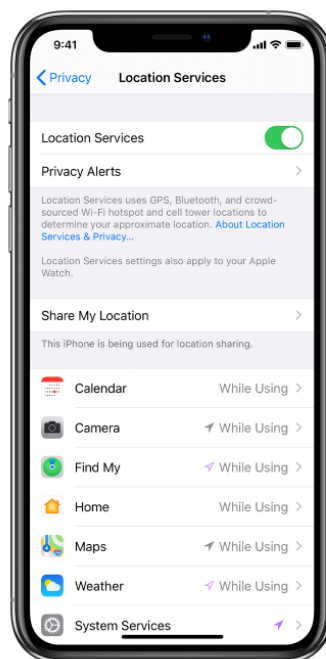 9:41
Privacy Location Services
Location Services
Privacy Alerts
Location Services uses GPS, Bluetooth, and crowd-
sourced Wi-Fi hotspot and cell tower locations to
determine your approximate location. About Location
Services & Privacy...
Location Services settings also apply to your Apple
Watch.
Share My Location
This iPhone is being used for location sharing.
Calendar While Using
Camera While Using
Find My While Using
Home While Using
Maps While Using
Weather While Using
System Services